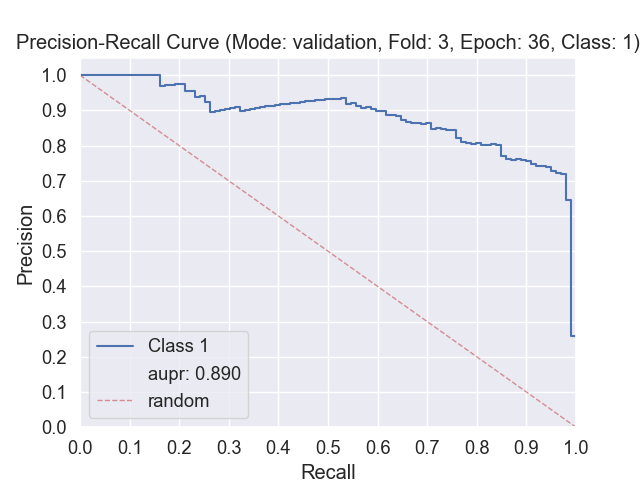 Precision-Recall Curve (Mode: validation, Fold: 3, Epoch: 36, Class: 1)
1.0
0.9
0.8
0.7
0.6
0.5
0.4
0.3
0.2
0.1
0.0
Precision
Class 1
aupr: 0.890
random
0.0 0.1 0.2 0.3 0.4 0.5 0.6 0.7 0.8 0.9 1.0
Recall